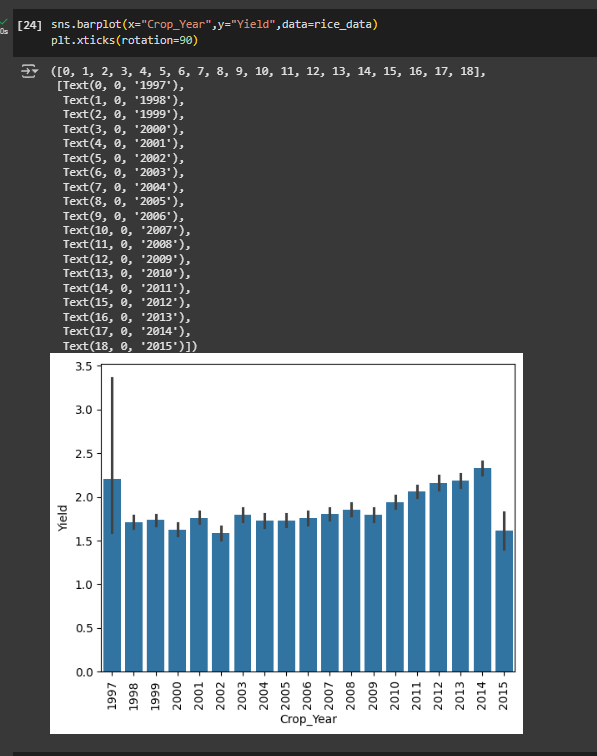 [24] sns.barplot(x="Crop_Year",y="Yield",data=rice_data)
plt.xticks(rotation=90)
0s
([0, 1, 2, 3, 4, 5, 6, 7, 8, 9, 10, 11, 12, 13, 14, 15, 16, 17, 18],
[Text(0, 0, '1997'),
Text(1, 0, '1998'),
Text(2, 0, '1999'),
Text(3, 0, '2000'),
Text(4, 0, '2001'),
Text(5, 0, '2002'),
Text(6, 0, '2003'),
Text(7, 0, '2004'),
Text(8, 0, '2005'),
Text(9, 0, '2006'),
Text(10, 0, '2007'),
Text(11, 0, '2008'),
Text(12, 0, '2009'),
Text(13, 0, '2010'),
Text(14, 0, '2011'),
Text(15, 0, '2012'),
Text(16, 0, '2013'),
Text(17, 0, '2014'),
Text(18, 0, '2015')])
3.5
3.0
2.5
2.0
1.5
1.0
0.5
0.0
Yield
1997 1998 1999 2000 2001 2002 2003 2004 2005 2006 2007 2008 2009 2010 2011 2012 2013 2014 2015
Crop_Year